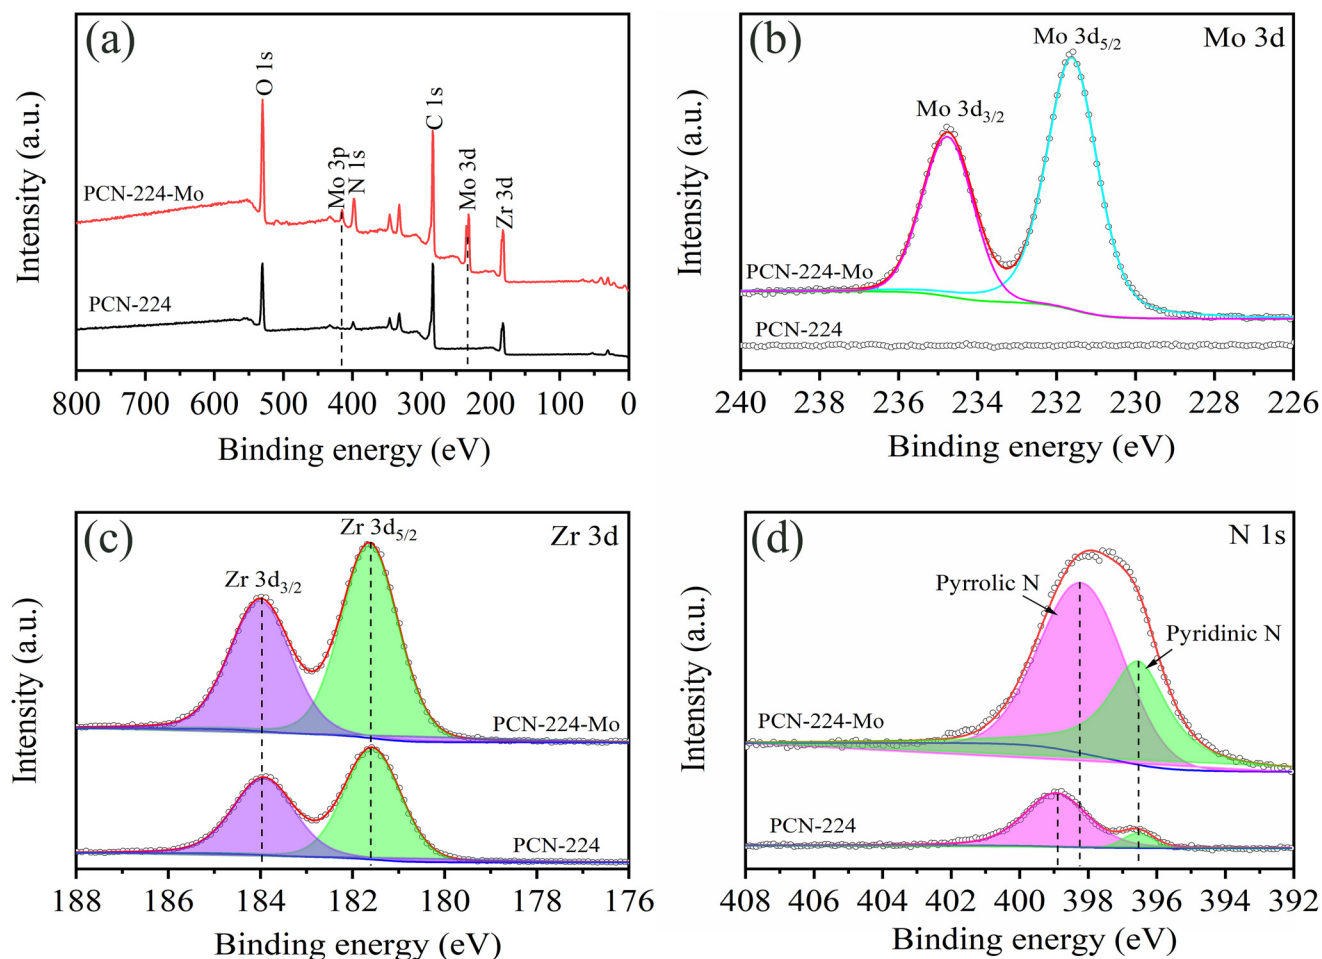 (a)
O 1s
Mo 3p
N 1s
C 1s
Mo 3d
Zr 3d
PCN-224-Mo
PCN-224
Intensity (a.u.)
800 700 600 500 400 300 200 100 0
Binding energy (eV)
(b)
Mo 3d
Mo 3d5/2
Mo 3d3/2
PCN-224-Mo
PCN-224
Intensity (a.u.)
240 238 236 234 232 230 228 226
Binding energy (eV)
(c)
Zr 3d
Zr 3d5/2
Zr 3d3/2
PCN-224-Mo
PCN-224
Intensity (a.u.)
188 186 184 182 180 178 176
Binding energy (eV)
(d)
N 1s
Pyrrolic N
Pyridinic N
PCN-224-Mo
PCN-224
Intensity (a.u.)
408 406 404 402 400 398 396 394 392
Binding energy (eV)